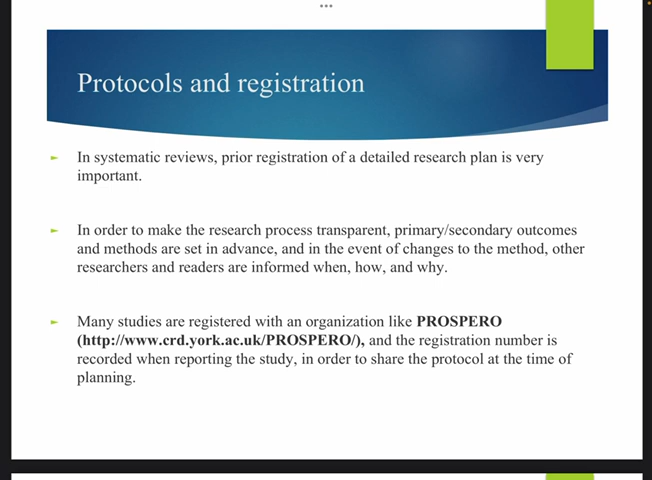 Protocols and registration
In systematic reviews, prior registration of a detailed research plan is very
important.
In order to make the research process transparent, primary/secondary outcomes
and methods are set in advance, and in the event of changes to the method, other
researchers and readers are informed when, how, and why.
Many studies are registered with an organization like PROSPERO
(http://www.crd.york.ac.uk/PROSPERO/), and the registration number is
recorded when reporting the study, in order to share the protocol at the time of
planning.